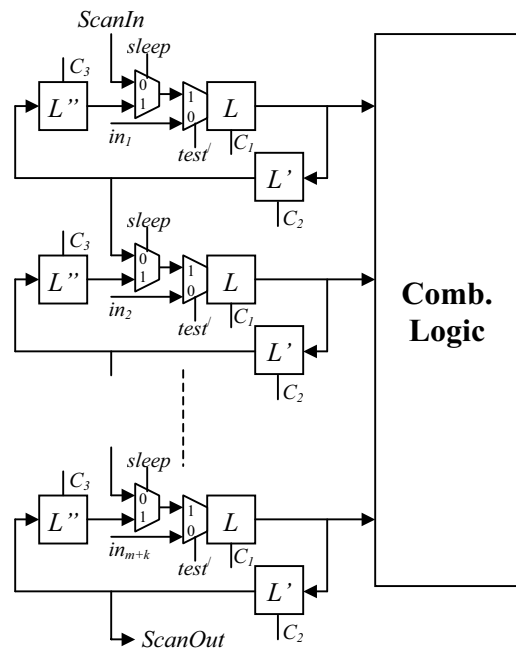 ScanIn
sleep
C3
L”
0
1
1
0
L
in1
test/
C1
L’
C2
sleep
C3
L”
0
1
1
0
L
in2
test/
C1
L’
C2
Comb.
Logic
sleep
C3
L”
0
1
1
0
L
inm+k
test/
C1
L’
C2
ScanOut